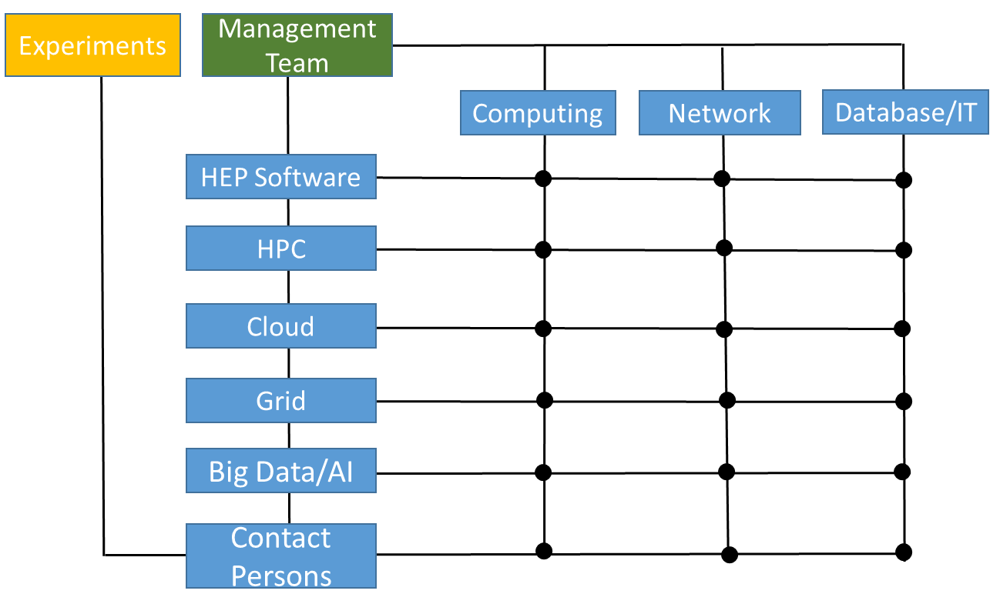 Experiments
Management
Team
Computing
Network
Database/IT
HEP Software
HPC
Cloud
Grid
Big Data/AI
Contact
Persons